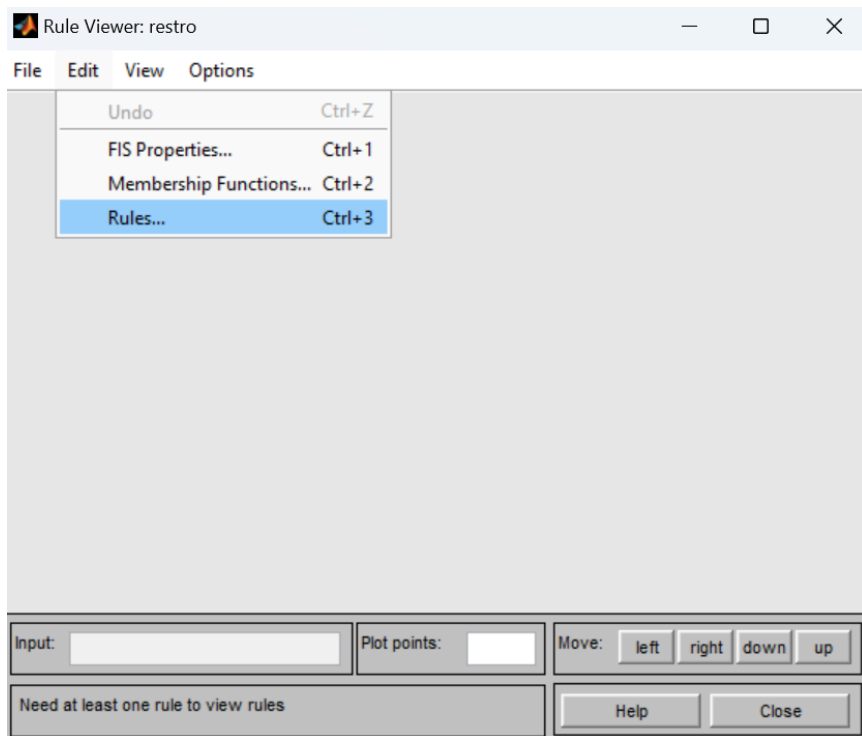 Rule Viewer: restro
File Edit View Options
Undo Ctrl+Z
FIS Properties... Ctrl+1
Membership Functions... Ctrl+2
Rules... Ctrl+3
Input: Plot points: Move: left right down up
Need at least one rule to view rules Help Close